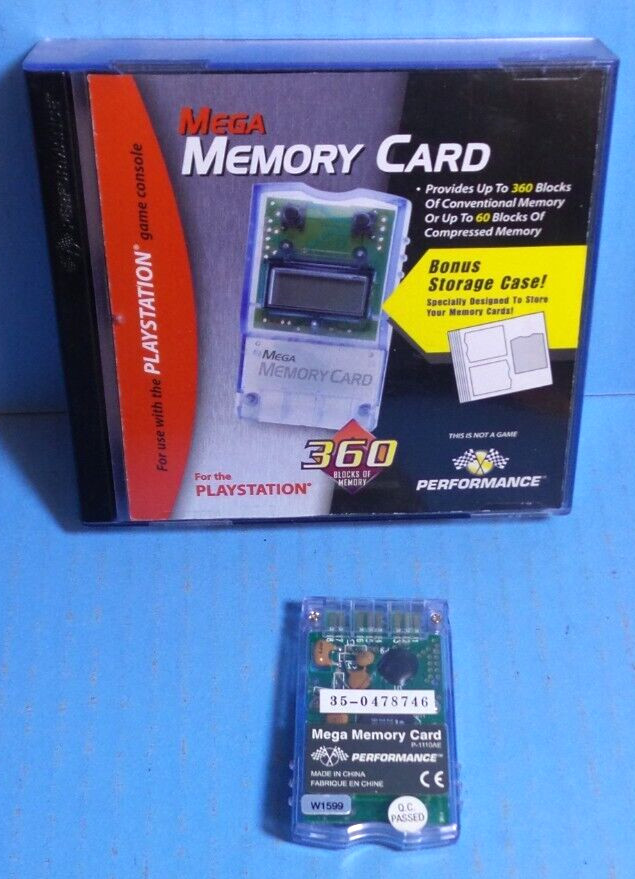 For use with the PLAYSTATION® game console
MEGA
MEMORY CARD
• Provides Up To 360 Blocks
Of Conventional Memory
Or Up To 60 Blocks Of
Compressed Memory
Bonus
Storage Case!
Specially Designed To Store
Your Memory Cards!
MEGA
MEMORY CARD
360
BLOCKS OF
MEMORY
For the
PLAYSTATION®
THIS IS NOT A GAME
PERFORMANCE™
35-0478746
Mega Memory Card
P-1110AE
PERFORMANCE™
MADE IN CHINA
FABRIQUE EN CHINE
CE
W1599
Q.C.
PASSED